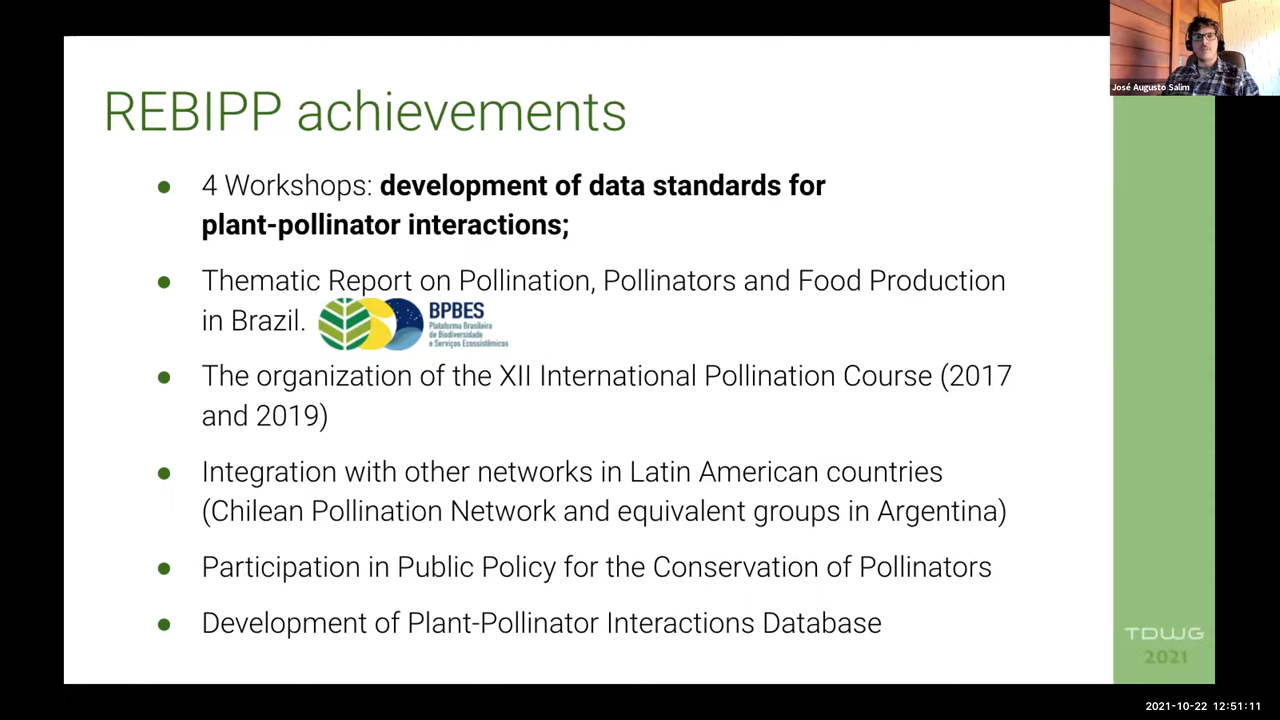 José Augusto Salim
REBIPP achievements
● 4 Workshops: development of data standards for
plant-pollinator interactions;
● Thematic Report on Pollination, Pollinators and Food Production
in Brazil.
BPBES
Plataforma Brasileira
de Biodiversidade
e Serviços Ecossistêmicos
● The organization of the XII International Pollination Course (2017
and 2019)
● Integration with other networks in Latin American countries
(Chilean Pollination Network and equivalent groups in Argentina)
● Participation in Public Policy for the Conservation of Pollinators
● Development of Plant-Pollinator Interactions Database
TDWG
2021
2021-10-22 12:51:11